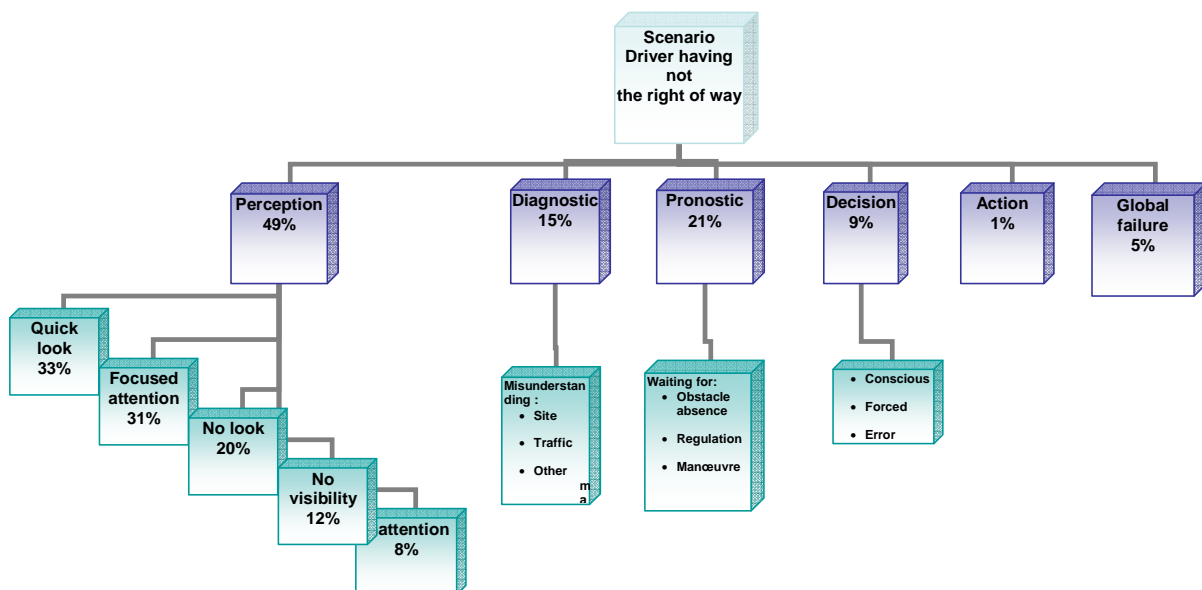 Scenario
Driver having
not
the right of way
Perception
49%
Diagnostic
15%
Pronostic
21%
Decision
9%
Action
1%
Global
failure
5%
Quick
look
33%
Focused
attention
31%
No look
20%
No
visibility
12%
attention
8%
Misunderstan
ding :
• Site
• Traffic
• Other
m
a
Waiting for:
• Obstacle
absence
• Regulation
• Manœuvre
• Conscious
• Forced
• Error